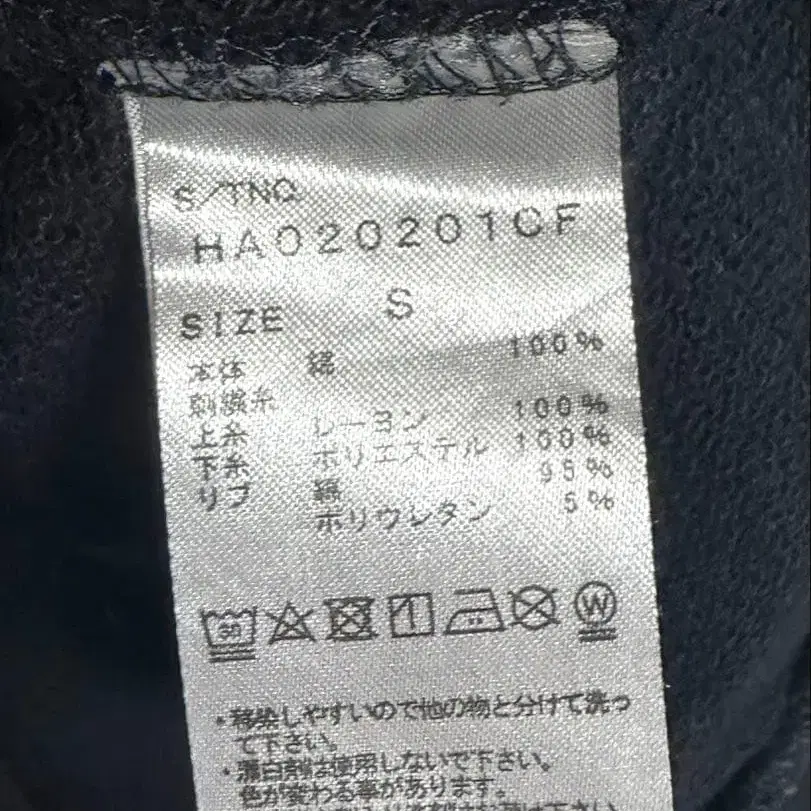 S/TNO
HA020201CF
SIZE S
本体 綿 100%
刺繍糸
上糸 レーヨン 100%
下糸 ポリエステル 100%
リブ 綿 95%
ポリウレタン 5%
30
W
・移染しやすいので他の物と分けて洗っ
て下さい。
・漂白剤は使用しないで下さい。
色が変わる事があります。